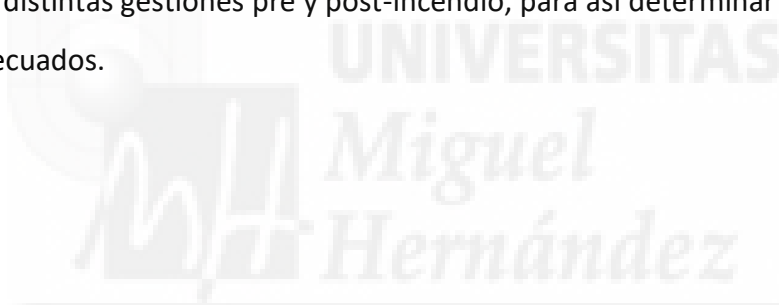 distintas gestiones pre y post-incendio, para así determinar
ecuados.
UNIVERSITAS
Miguel
Hernández